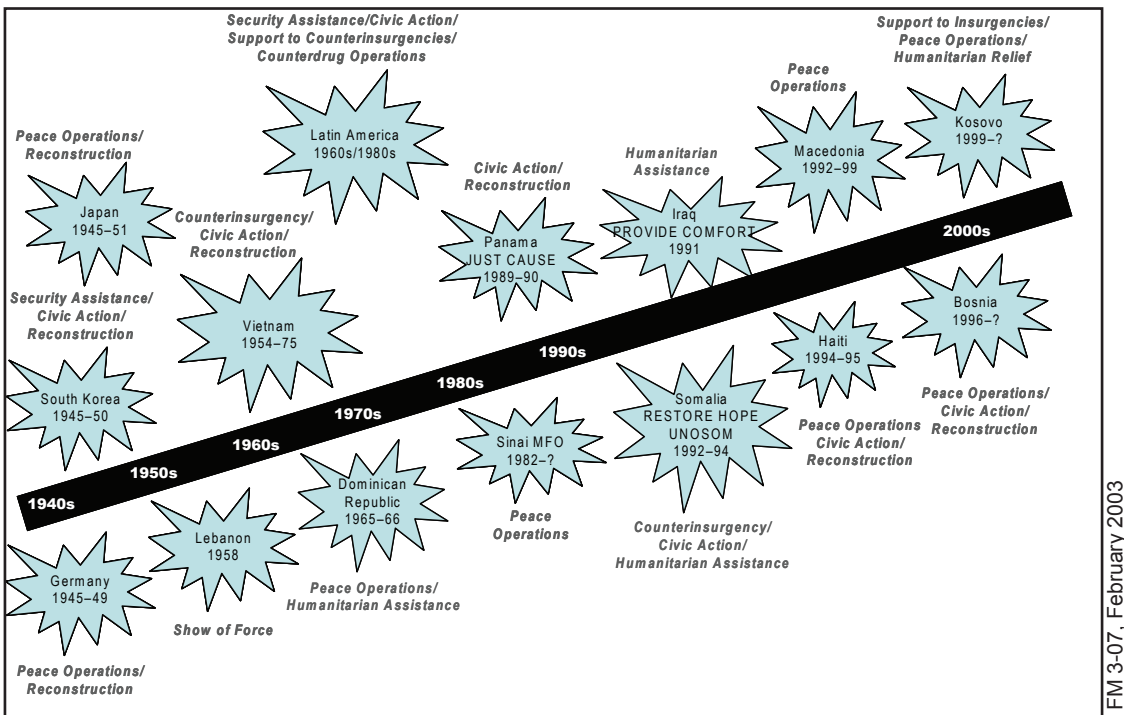 Security Assistance/Civic Action/
Support to Counterinsurgencies/
Counterdrug Operations
Latin America
1960s/1980s
Support to Insurgencies/
Peace Operations/
Humanitarian Relief
Kosovo
1999–?
Peace
Operations
Macedonia
1992–99
Peace Operations/
Reconstruction
Japan
1945–51
Counterinsurgency/
Civic Action/
Reconstruction
Vietnam
1954–75
Civic Action/
Reconstruction
Panama
JUST CAUSE
1989–90
Humanitarian
Assistance
Iraq
PROVIDE COMFORT
1991
Security Assistance/
Civic Action/
Reconstruction
South Korea
1945–50
1940s
1950s
1960s
1970s
1980s
1990s
2000s
Germany
1945–49
Peace Operations/
Reconstruction
Lebanon
1958
Show of Force
Dominican
Republic
1965–66
Peace Operations/
Humanitarian Assistance
Sinai MFO
1982–?
Peace
Operations
Somalia
RESTORE HOPE
UNOSOM
1992–94
Counterinsurgency/
Civic Action/
Humanitarian Assistance
Haiti
1994–95
Peace Operations
Civic Action/
Reconstruction
Bosnia
1996–?
Peace Operations/
Civic Action/
Reconstruction
FM 3-07, February 2003